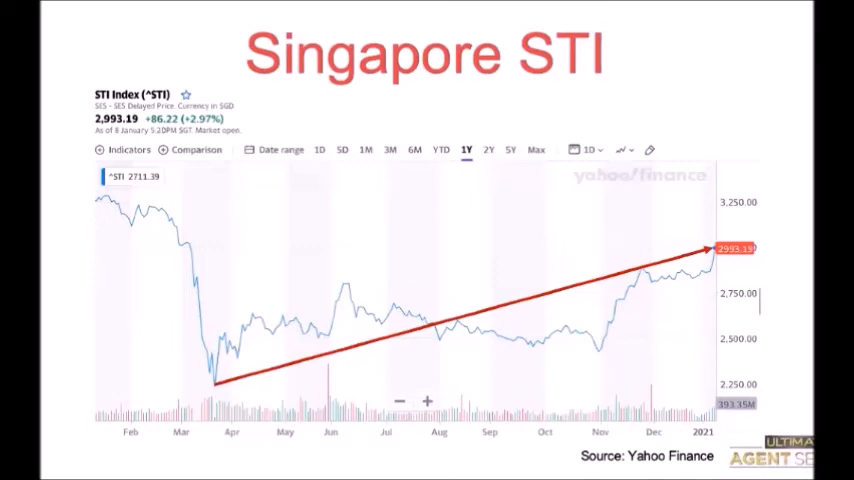 Singapore STI
STI Index (^STI)
SES - SES Delayed Price. Currency in SGD
2,993.19 +86.22 (+2.97%)
As of 8 January 5:20PM SGT. Market open.
Indicators Comparison Date range 1D 5D 1M 3M 6M YTD 1Y 2Y 5Y Max 1D
^STI 2711.39
yahoo/finance
3,250.00
2993.19
2,750.00
2,500.00
2,250.00
393.35M
Feb Mar Apr May Jun Jul Aug Sep Oct Nov Dec 2021
Source: Yahoo Finance
ULTIMA
AGENT SE